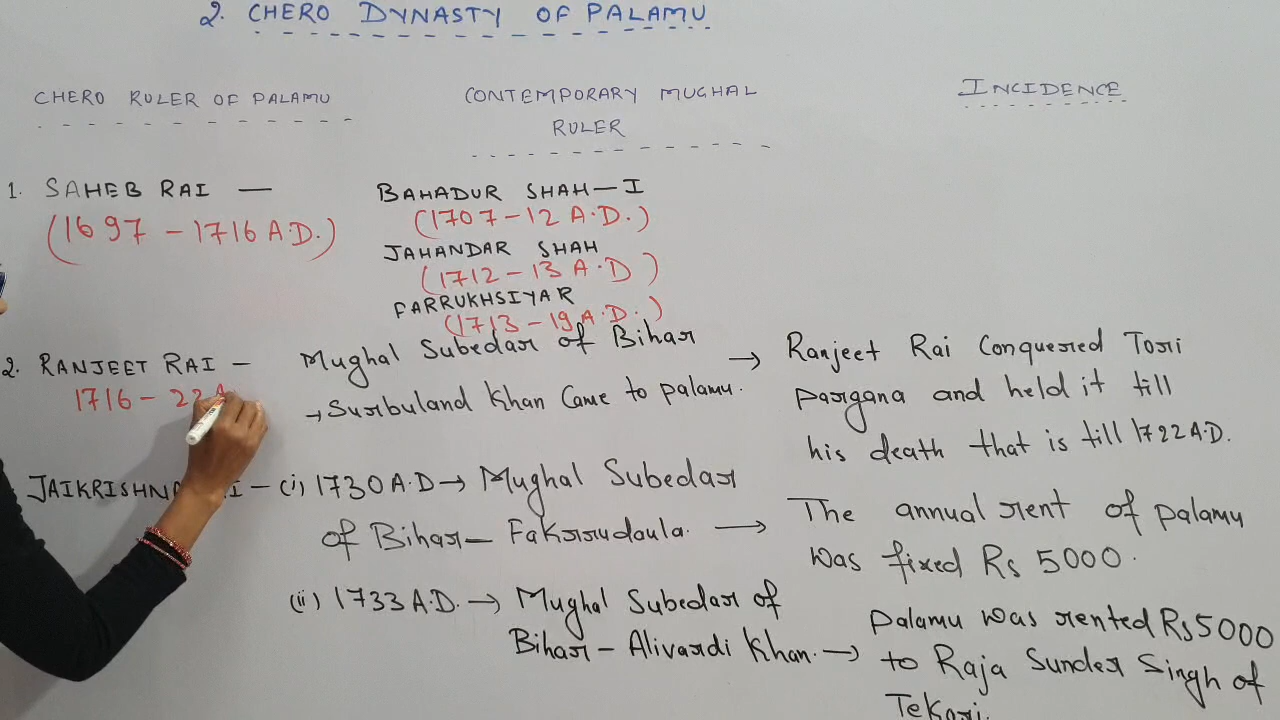 2. CHERO DYNASTY OF PALAMU
CHERO RULER OF PALAMU
CONTEMPORARY MUGHAL
RULER
INCIDENCE
1. SAHEB RAI —
(1697 - 1716 A.D.)
BAHADUR SHAH - I
(1707 - 12 A.D.)
JAHANDAR SHAH
(1712 - 13 A.D)
FARRUKHSIYAR
(1713 - 19 A.D.)
2. RANJEET RAI -
1716 - 22 A
Mughal Subedar of Bihar
→ Surbuland Khan Came to palamu.
→ Ranjeet Rai Conquered Tori
pargana and held it till
his death that is till 1722 A.D.
- (i) 1730 A.D → Mughal Subedar
of Bihar - Fakrrudoula. →
The annual rent of palamu
was fixed Rs 5000.
(ii) 1733 A.D. → Mughal Subedar of
Bihar - Alivardi Khan. →
palamu was rented Rs 5000
to Raja Sunder Singh of
Tekari.